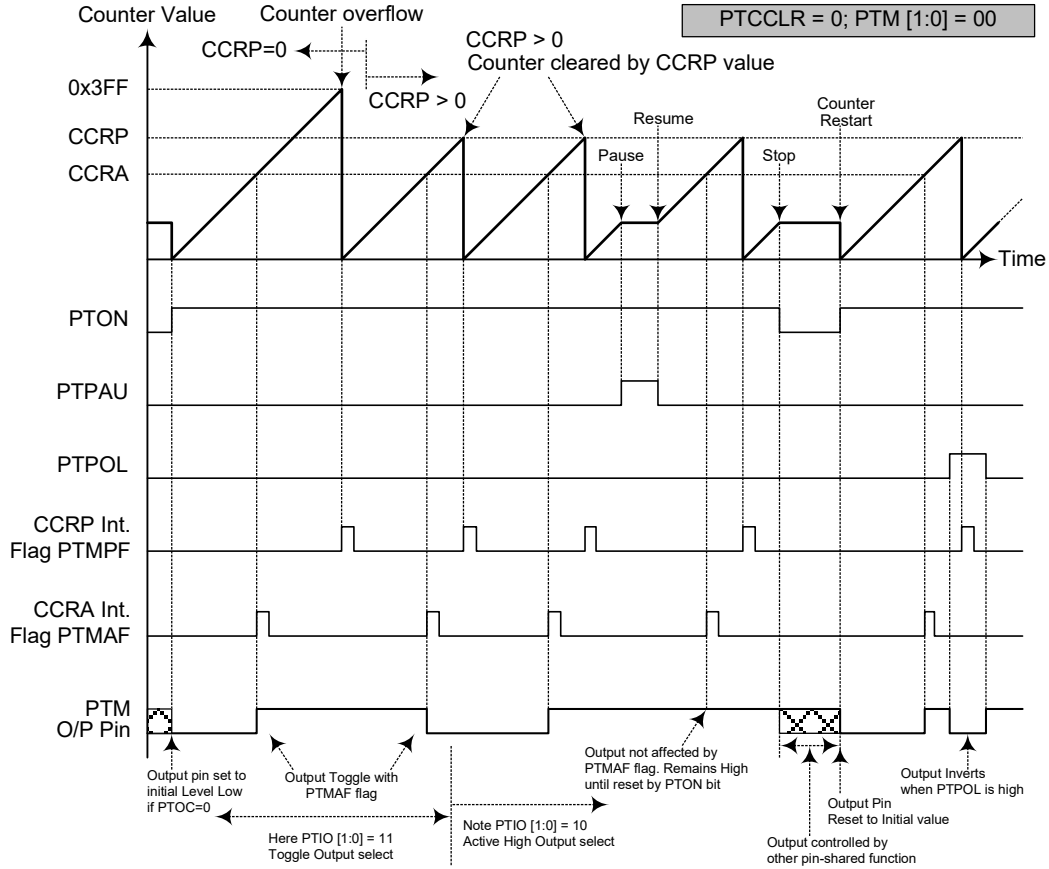 Counter Value
Counter overflow
PTCCLR = 0; PTM [1:0] = 00
CCRP=0
CCRP > 0
CCRP > 0
Counter cleared by CCRP value
0x3FF
CCRP
CCRA
Pause
Resume
Stop
Counter
Restart
Time
PTON
PTPAU
PTPOL
CCRP Int.
Flag PTMPF
CCRA Int.
Flag PTMAF
PTM
O/P Pin
Output pin set to
initial Level Low
if PTOC=0
Output Toggle with
PTMAF flag
Here PTIO [1:0] = 11
Toggle Output select
Note PTIO [1:0] = 10
Active High Output select
Output not affected by
PTMAF flag. Remains High
until reset by PTON bit
Output controlled by
other pin-shared function
Output Pin
Reset to Initial value
Output Inverts
when PTPOL is high